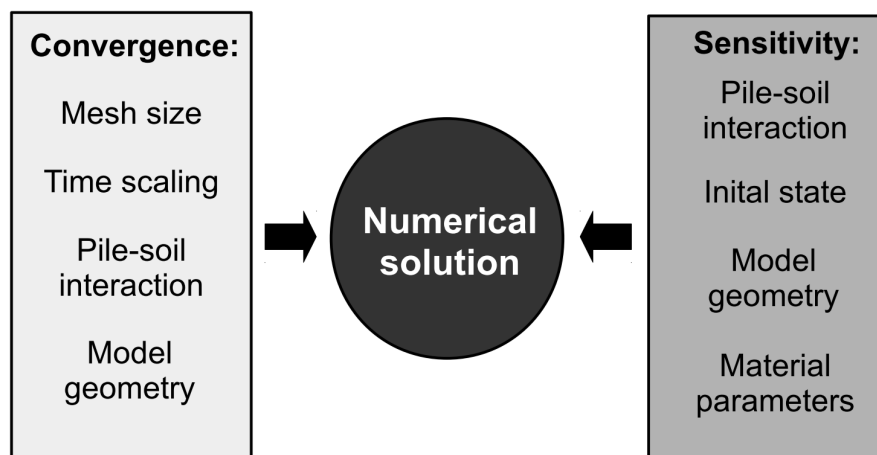 Convergence:
Mesh size
Time scaling
Pile-soil
interaction
Model
geometry
Numerical
solution
Sensitivity:
Pile-soil
interaction
Inital state
Model
geometry
Material
parameters